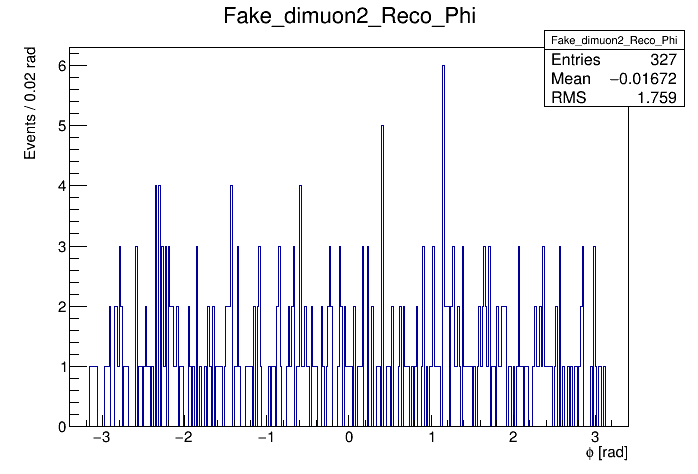 Fake_dimuon2_Reco_Phi
Fake_dimuon2_Reco_Phi
Entries 327
Mean −0.01672
RMS 1.759
Events / 0.02 rad
6
5
4
3
2
1
0
−3 −2 −1 0 1 2 3
ϕ [rad]